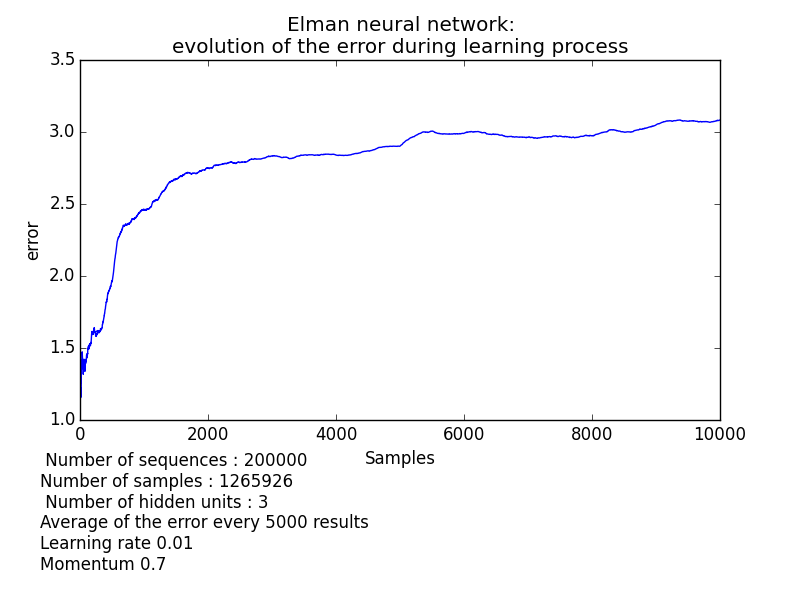 Elman neural network:
evolution of the error during learning process
3.5
3.0
2.5
2.0
1.5
1.0
error
0 2000 4000 6000 8000 10000
Samples
Number of sequences : 200000
Number of samples : 1265926
Number of hidden units : 3
Average of the error every 5000 results
Learning rate 0.01
Momentum 0.7